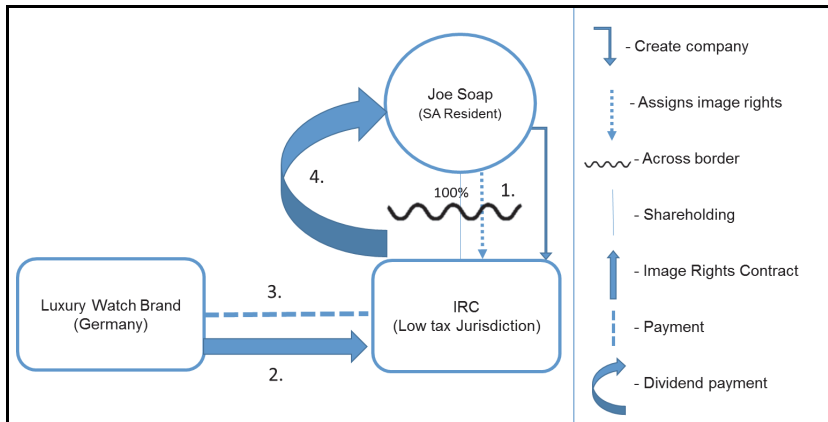 Joe Soap
(SA Resident)
4.
100%
1.
Luxury Watch Brand
(Germany)
3.
2.
IRC
(Low tax Jurisdiction)
- Create company
- Assigns image rights
- Across border
- Shareholding
- Image Rights Contract
- Payment
- Dividend payment